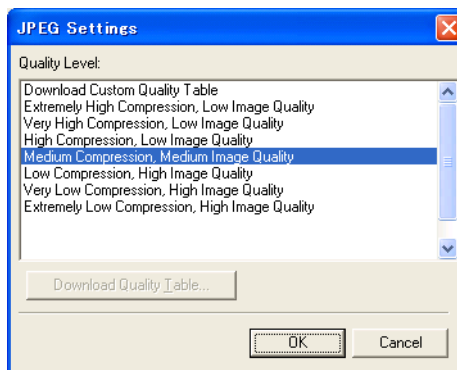 JPEG Settings
Quality Level:
Download Custom Quality Table
Extremely High Compression, Low Image Quality
Very High Compression, Low Image Quality
High Compression, Low Image Quality
Medium Compression, Medium Image Quality
Low Compression, High Image Quality
Very Low Compression, High Image Quality
Extremely Low Compression, High Image Quality
Download Quality Table...
OK
Cancel